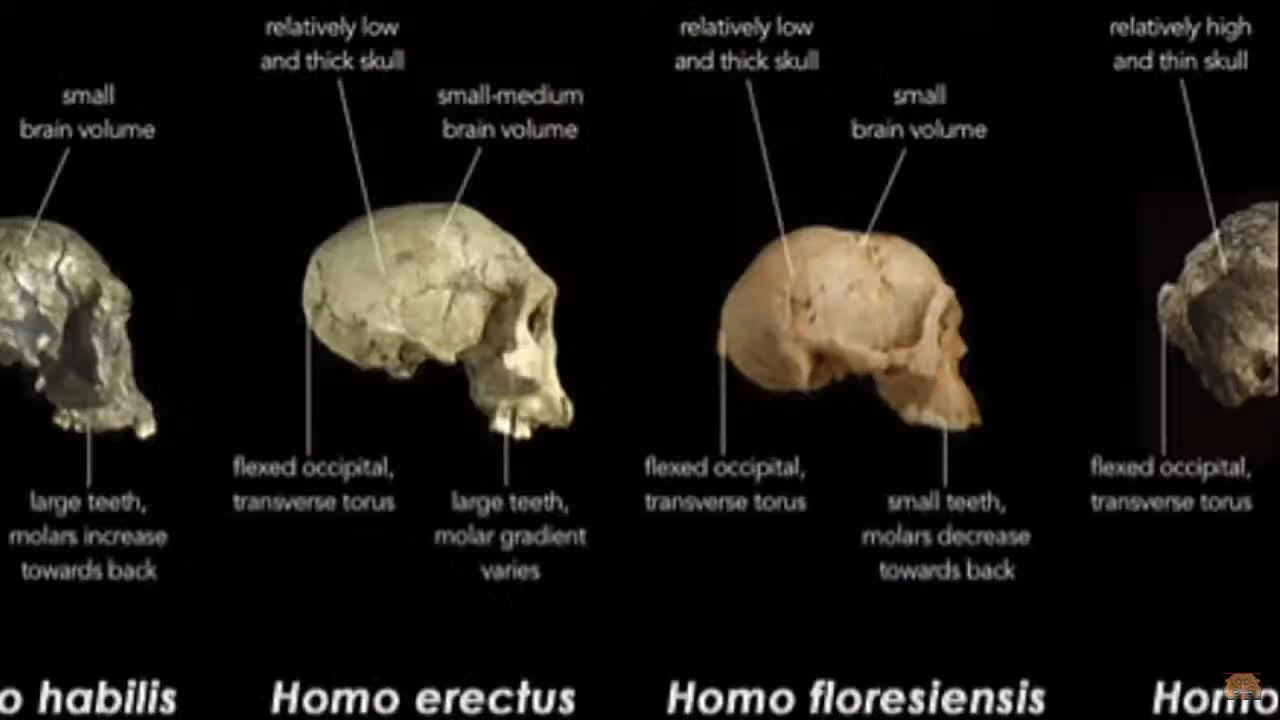 small
brain volume
large teeth,
molars increase
towards back
o habilis
relatively low
and thick skull
small-medium
brain volume
flexed occipital,
transverse torus
large teeth,
molar gradient
varies
Homo erectus
relatively low
and thick skull
small
brain volume
flexed occipital,
transverse torus
small teeth,
molars decrease
towards back
Homo floresiensis
relatively high
and thin skull
flexed occipital,
transverse torus
Homo